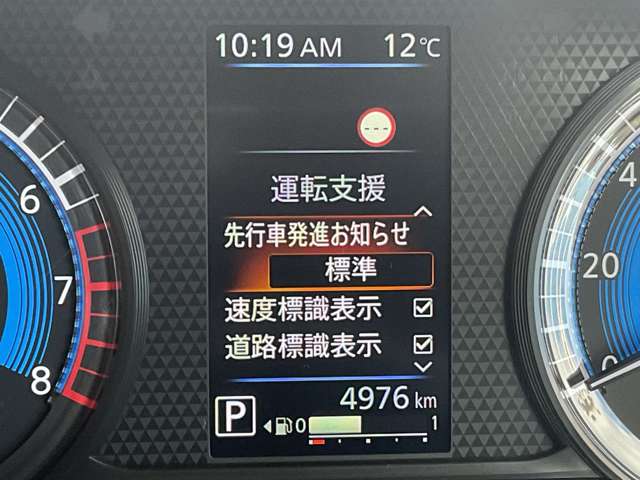 10:19 AM 12℃
---
運転支援
先行車発進お知らせ
標準
速度標識表示
道路標識表示
4976 km
P 0 1
6
7
8
4
20
0